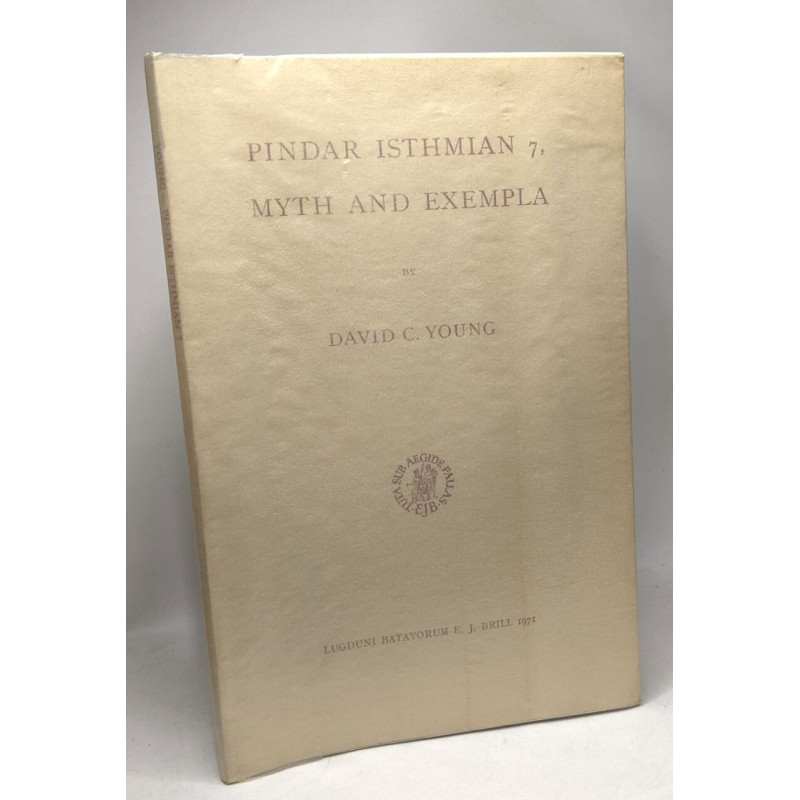 PINDAR ISTHMIAN 7,
MYTH AND EXEMPLA
BY
DAVID C. YOUNG
TUTA SUB AEGIDE PALLAS
EJB
LUGDUNI BATAVORUM E. J. BRILL 1971